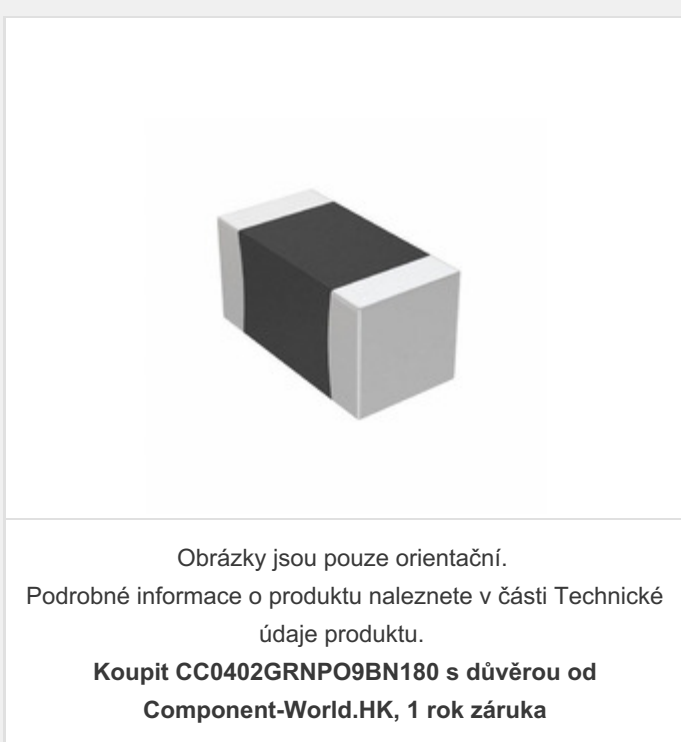 Obrázky jsou pouze orientační.
Podrobné informace o produktu naleznete v části Technické
údaje produktu.
Koupit CC0402GRNPO9BN180 s důvěrou od
Component-World.HK, 1 rok záruka